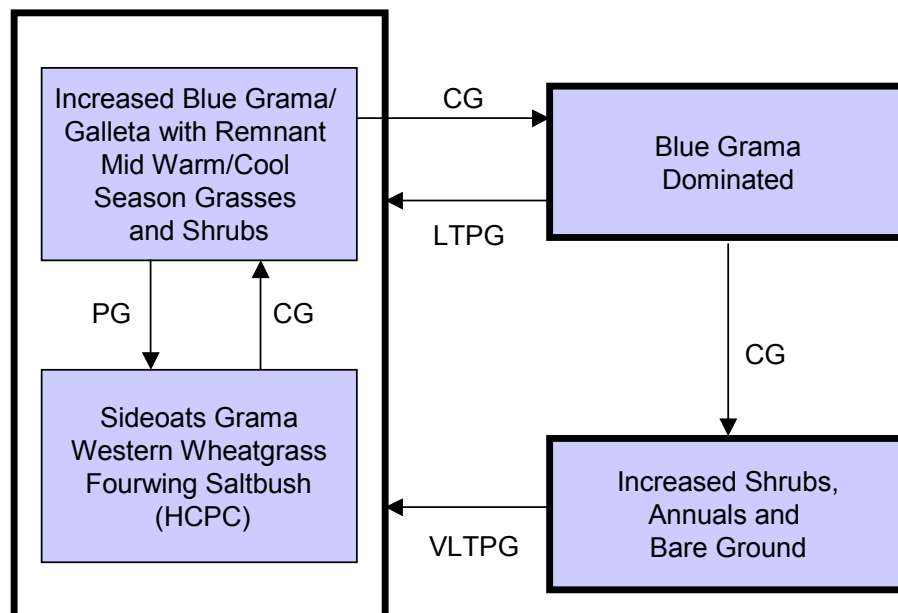 Increased Blue Grama/
Galleta with Remnant
Mid Warm/Cool
Season Grasses
and Shrubs
CG
Blue Grama
Dominated
LTPG
PG
CG
CG
Sideoats Grama
Western Wheatgrass
Fourwing Saltbush
(HCPC)
Increased Shrubs,
Annuals and
Bare Ground
VLTPG